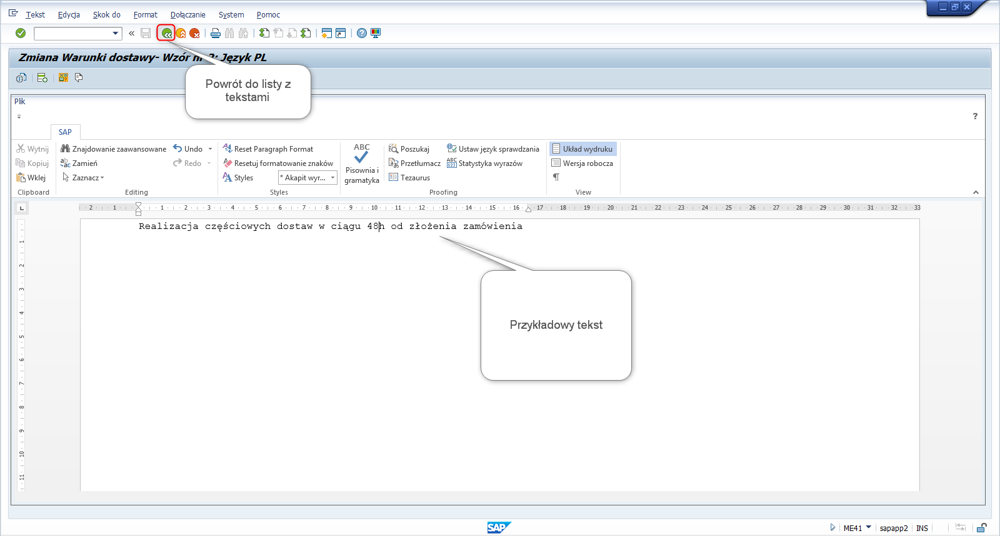 Tekst Edycja Skok do Format Dołączanie System Pomoc
Zmiana Warunki dostawy- Wzór nr 2: Język PL
Powrót do listy z
tekstami
Plik
?
SAP
Wytnij Znajdowanie zaawansowane Undo Reset Paragraph Format ABC Poszukaj Ustaw język sprawdzania Układ wydruku
Kopiuj Zamień Redo Resetuj formatowanie znaków Pisownia i Przetłumacz Statystyka wyrazów Wersja robocza
Wklej Zaznacz Styles * Akapit wyr... gramatyka Tezaurus ¶
Clipboard Editing Styles Proofing View
2 1 1 2 3 4 5 6 7 8 9 10 11 12 13 14 15 16 17 18 19 20 21 22 23 24 25 26 27 28 29 30 31 32 33
Realizacja częściowych dostaw w ciągu 48h od złożenia zamówienia
1
2
3
4
5
6
7
8
9
10
11
Przykładowy tekst
SAP ME41 sapapp2 INS